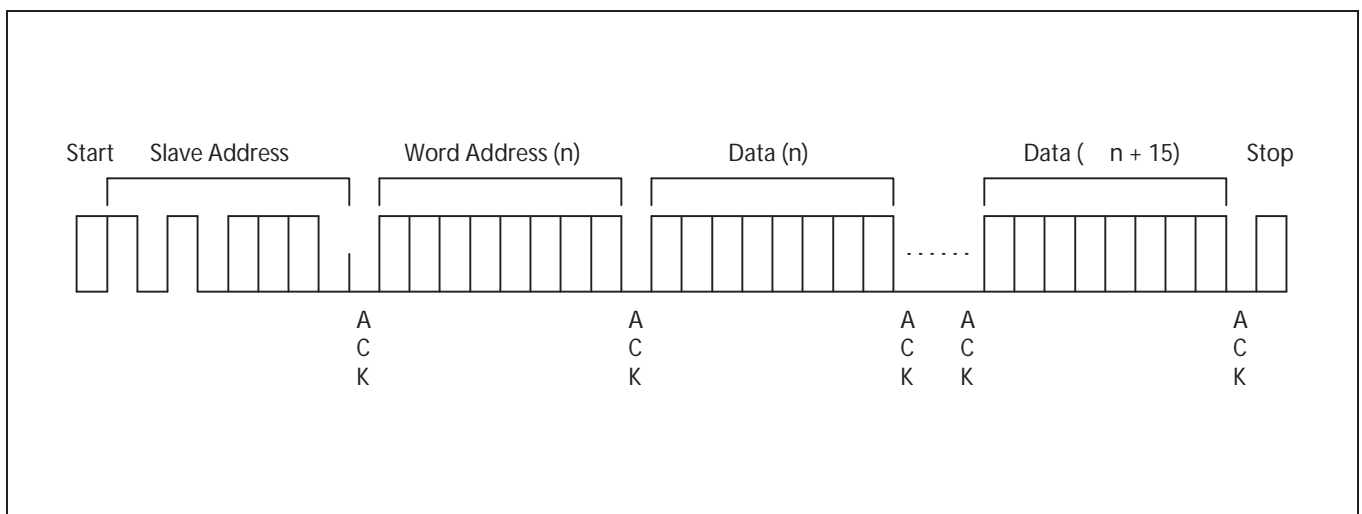 Start Slave Address Word Address (n) Data (n) Data ( n + 15) Stop
A A A A A
C C C C C
K K K K K